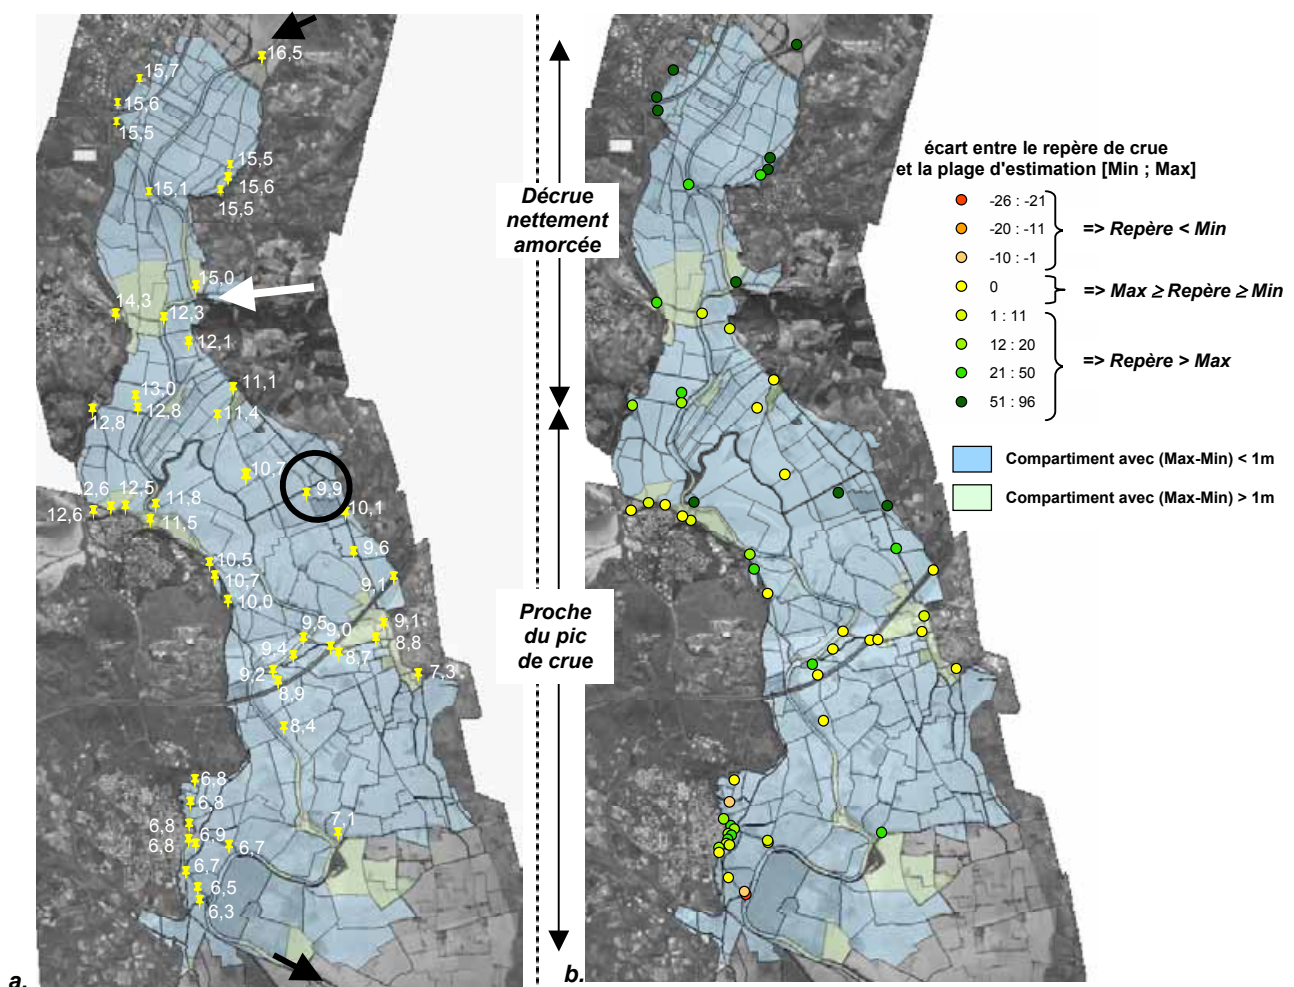 16,5
15,7
15,6
15,5
15,5
15,6
15,5
15,1
15,0
14,3
12,3
12,1
11,1
13,0
12,8
12,8
11,4
10,7
9,9
12,5
11,8
12,6
11,5
10,1
9,6
10,5
10,7
9,1
10,0
9,5
9,0
9,1
8,8
9,4
8,7
9,2
8,9
7,3
8,4
6,8
6,8
6,8
6,9
6,8
6,7
7,1
6,7
6,5
6,3
a.
Décrue
nettement
amorcée
Proche
du pic
de crue
b.
écart entre le repère de crue
et la plage d'estimation [Min ; Max]
-26 : -21
-20 : -11 => Repère < Min
-10 : -1
0 => Max ≥ Repère ≥ Min
1 : 11
12 : 20
21 : 50 => Repère > Max
51 : 96
Compartiment avec (Max-Min) < 1m
Compartiment avec (Max-Min) > 1m